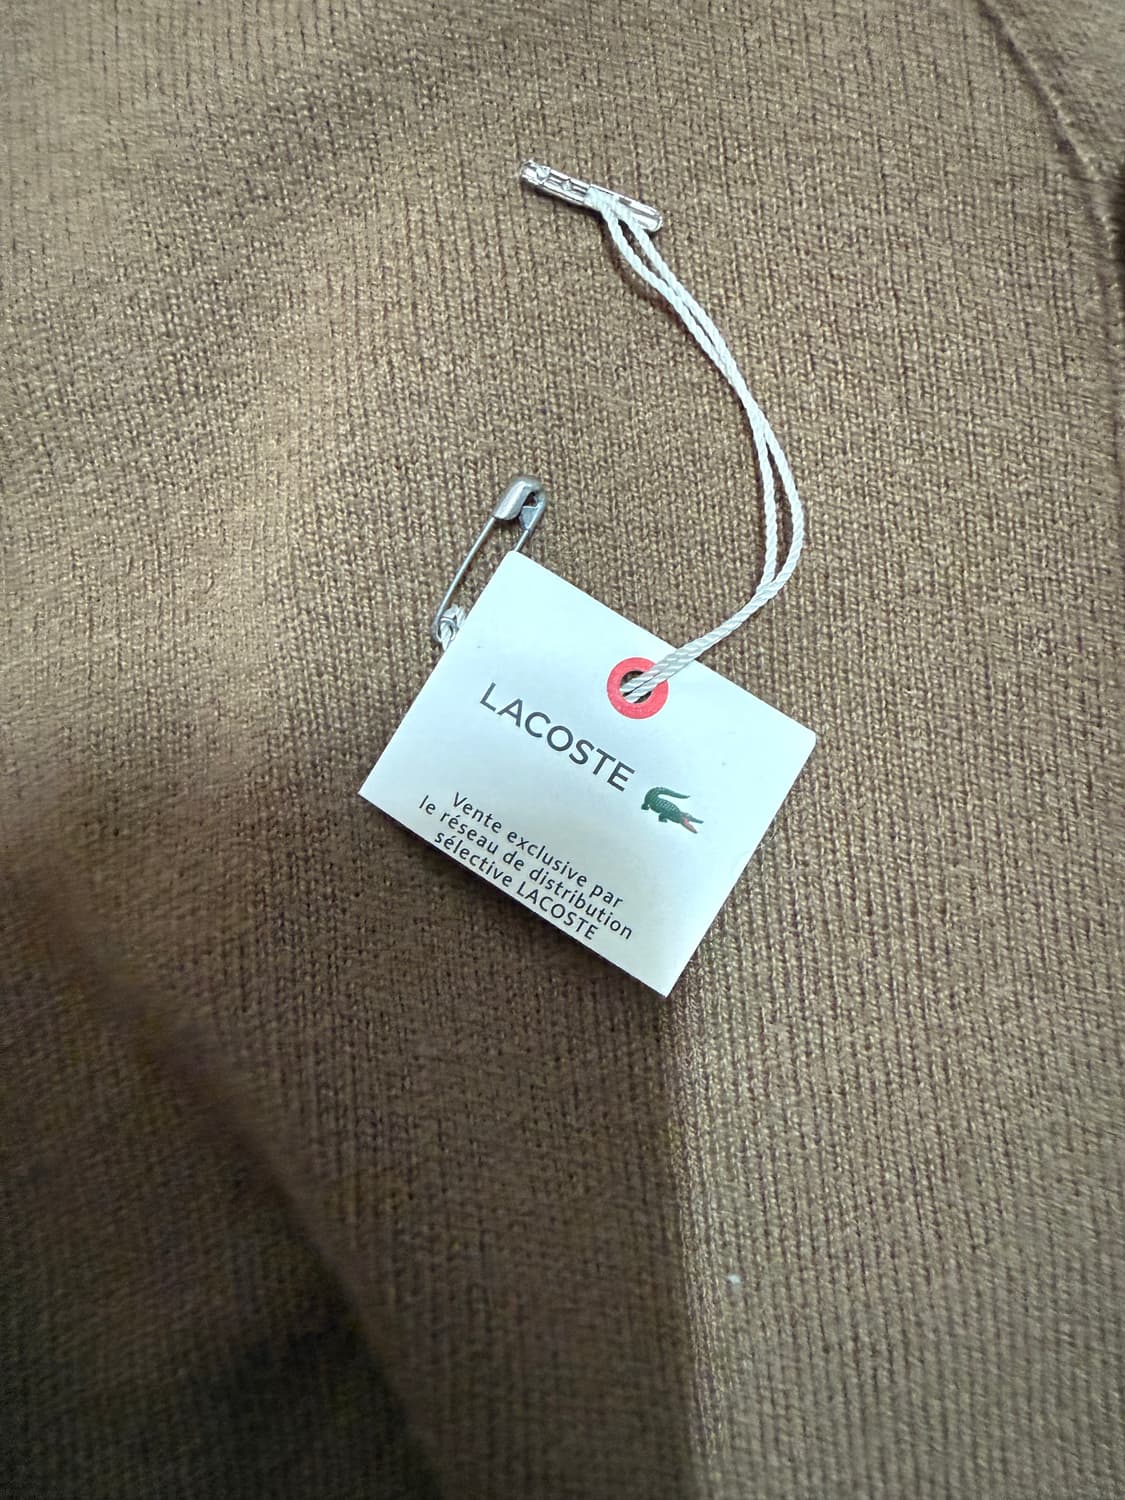 LACOSTE
Vente exclusive par
le réseau de distribution
sélective LACOSTE